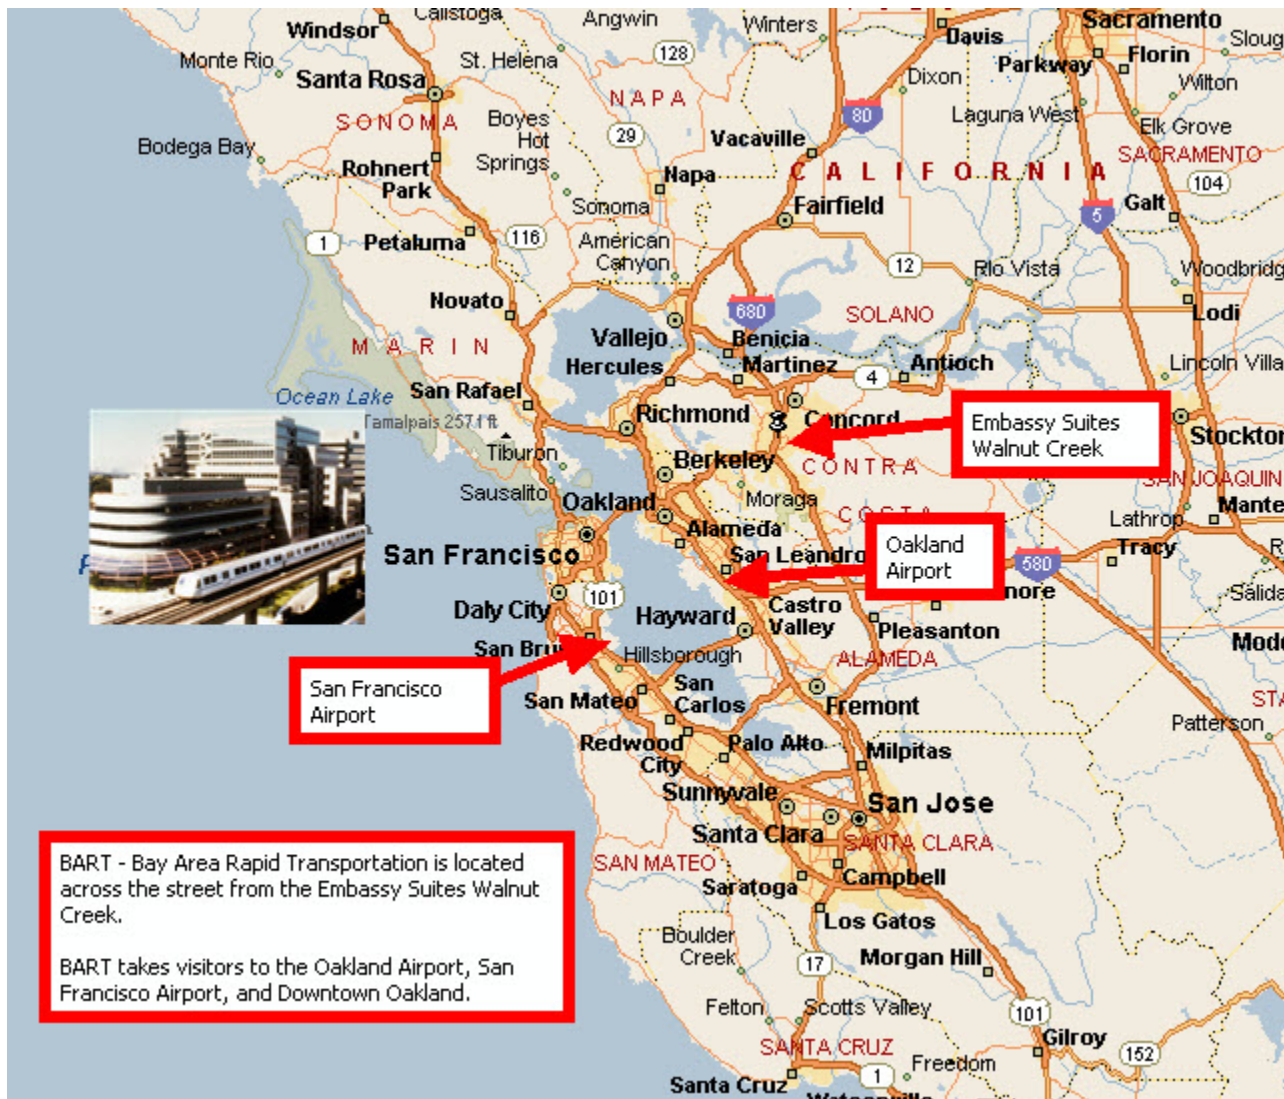 Calistoga
Angwin
Winters
Sacramento
Windsor
Davis
Monte Rio
St. Helena
128
Parkway
Florin
Santa Rosa
Dixon
Wilton
NAPA
Laguna West
SONOMA
Boyes
Hot
Springs
29
80
Elk Grove
Bodega Bay
Vacaville
SACRAMENTO
Rohnert
Park
Napa
CALIFORNIA
104
Sonoma
Fairfield
5
Galt
1
Petaluma
116
American
Canyon
12
Rio Vista
Novato
680
SOLANO
Lodi
MARIN
Vallejo
Benicia
Hercules
Martinez
4
Antioch
Ocean Lake
San Rafael
Richmond
Concord
Embassy Suites
Walnut Creek
Tamalpais 2571 ft
Tiburon
Berkeley
CONTRA
COSTA
SAN JOAQUIN
Sausalito
Oakland
Moraga
Lathrop
San Francisco
Alameda
San Leandro
Oakland
Airport
Tracy
580
101
Daly City
Hayward
Castro
Valley
Pleasanton
San Bru
Hillsborough
ALAMEDA
San Francisco
Airport
San Mateo
San
Carlos
Fremont
Patterson
Redwood
City
Palo Alto
Milpitas
Sunnyvale
San Jose
Santa Clara
SANTA CLARA
SAN MATEO
Saratoga
Campbell
Los Gatos
BART - Bay Area Rapid Transportation is located
across the street from the Embassy Suites Walnut
Creek.
BART takes visitors to the Oakland Airport, San
Francisco Airport, and Downtown Oakland.
Boulder
Creek
17
Morgan Hill
Felton
Scotts Valley
101
Gilroy
SANTA CRUZ
152
Freedom
Santa Cruz
1